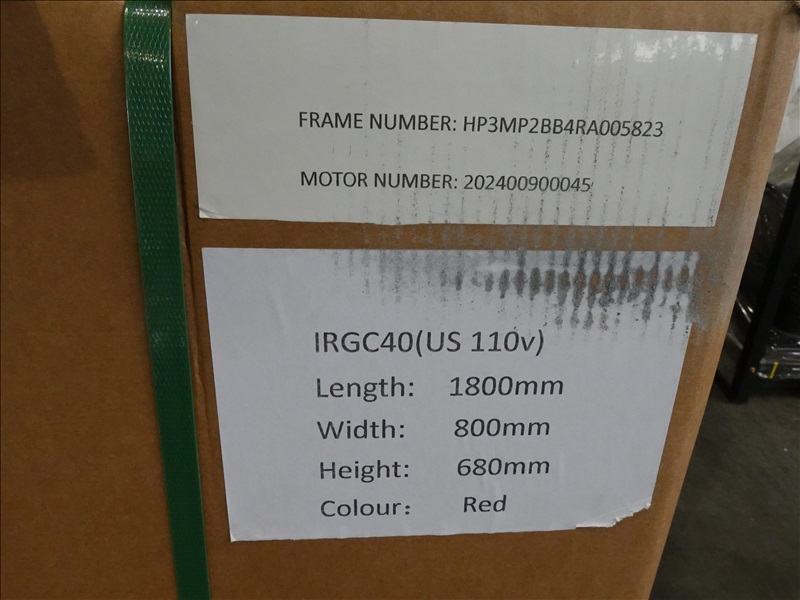 FRAME NUMBER: HP3MP2BB4RA005823
MOTOR NUMBER: 202400900045
IRGC40(US 110v)
Length: 1800mm
Width: 800mm
Height: 680mm
Colour： Red